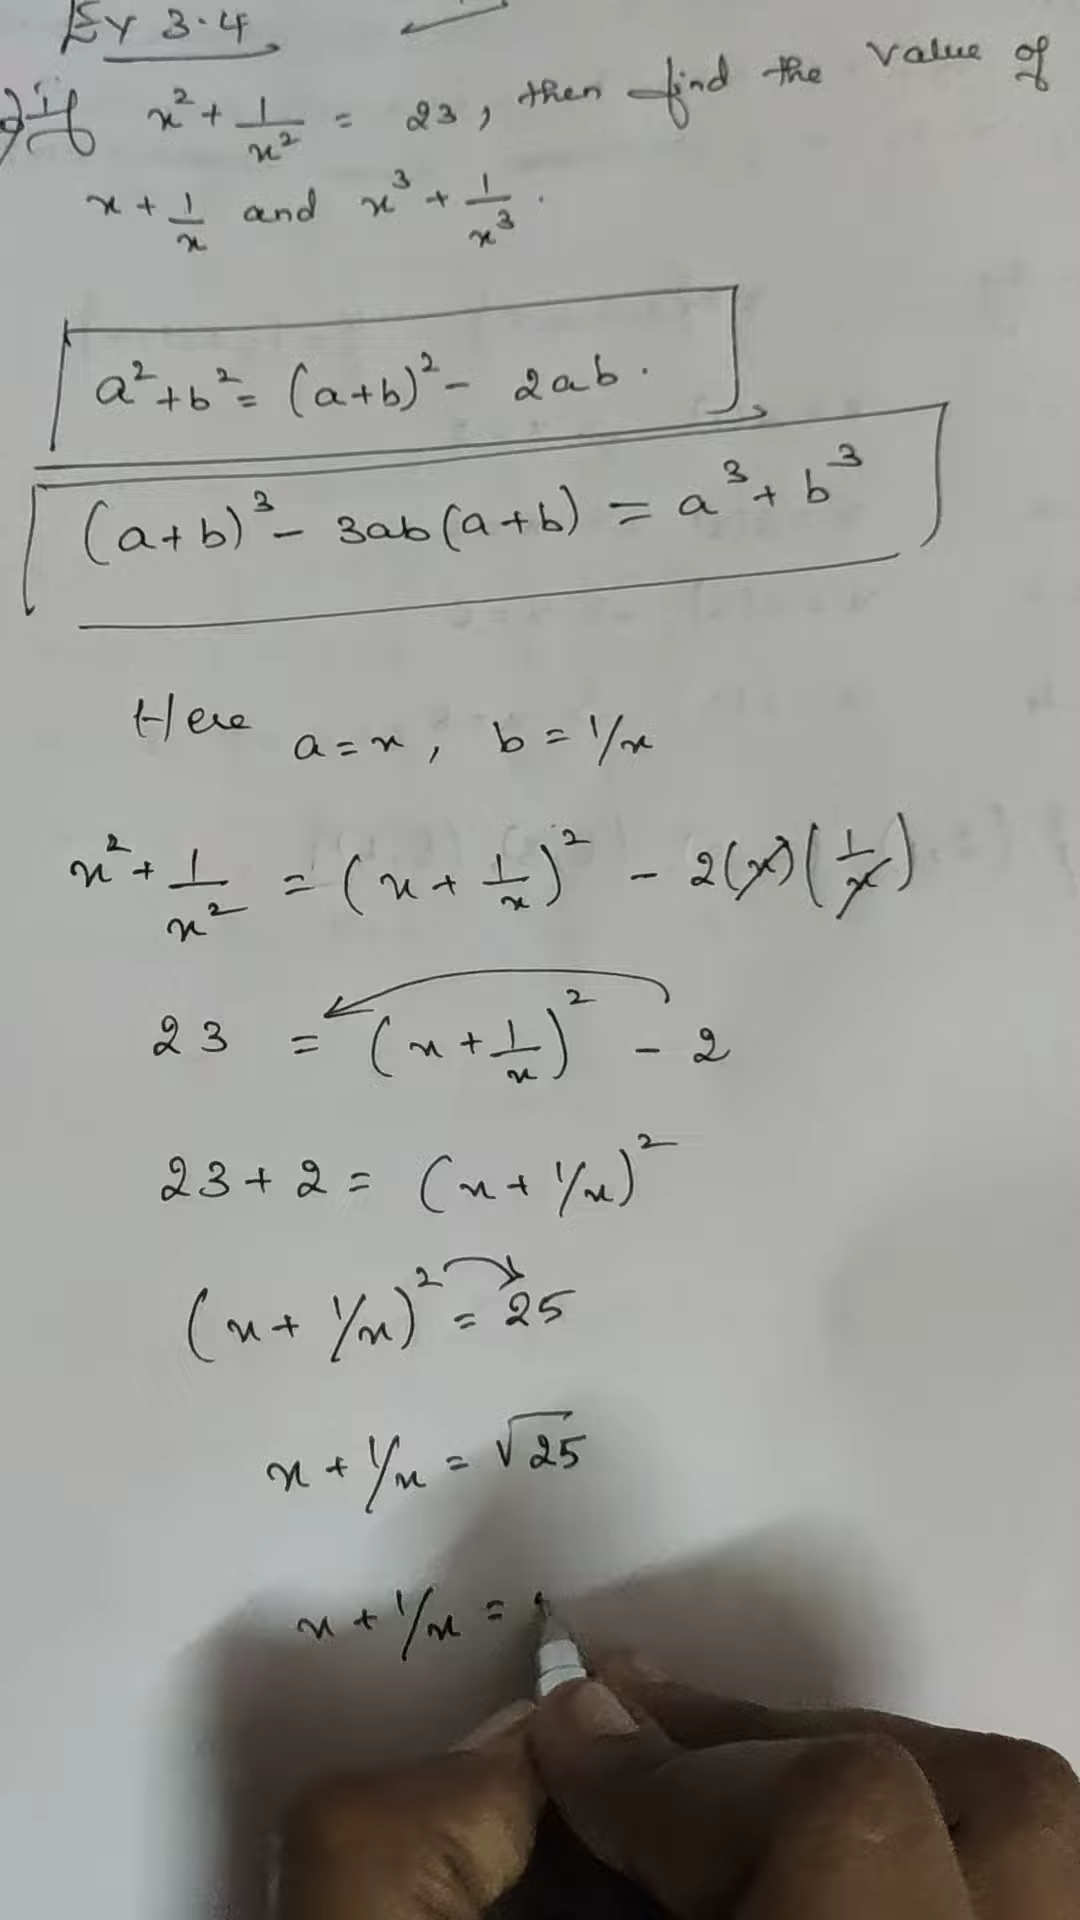 Ex 3.4
If x² + 1/x² = 23, then find the value of
x + 1/x and x³ + 1/x³.
a² + b² = (a+b)² - 2ab.
(a+b)³ - 3ab(a+b) = a³ + b³
Here a = x, b = 1/x
x² + 1/x² = (x + 1/x)² - 2(x)(1/x)
23 = (x + 1/x)² - 2
23 + 2 = (x + 1/x)²
(x + 1/x)² = 25
x + 1/x = √25
x + 1/x =